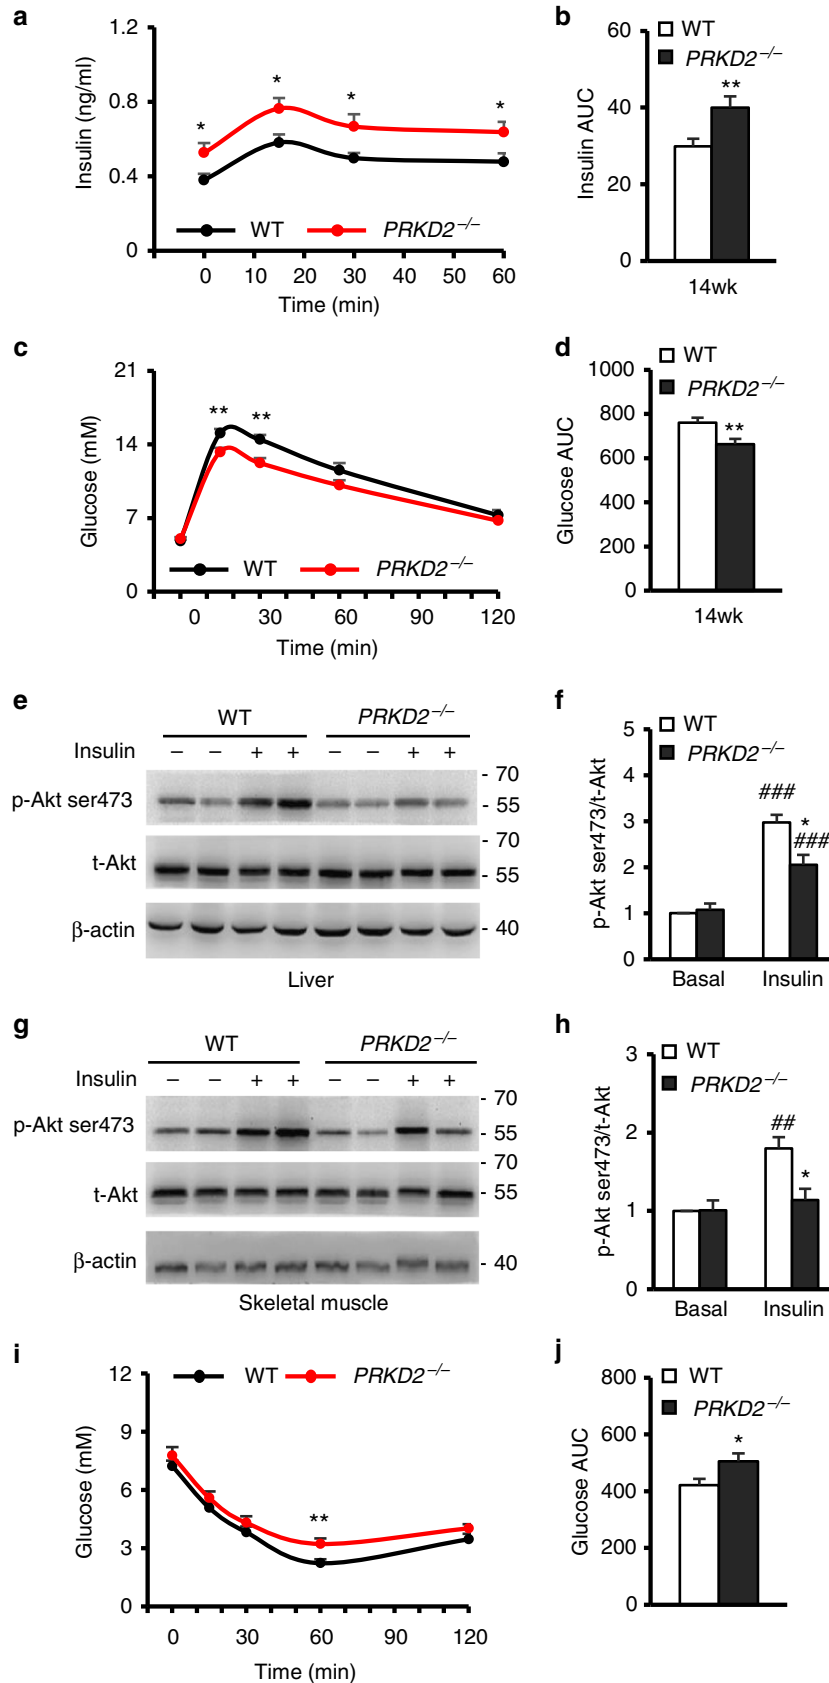 a
1.2
0.8
0.4
0
Insulin (ng/ml)
* * * *
WT PRKD2–/–
0 10 20 30 40 50 60
Time (min)
b
60
40
20
0
Insulin AUC
WT
PRKD2–/–
**
14wk
c
21
14
7
0
Glucose (mM)
** **
WT PRKD2–/–
0 30 60 90 120
Time (min)
d
1000
800
600
400
200
0
Glucose AUC
WT
PRKD2–/–
**
14wk
e
WT PRKD2–/–
Insulin – – + + – – + +
- 70
p-Akt ser473 - 55
- 70
t-Akt - 55
β-actin - 40
Liver
f
5
4
3
2
1
0
p-Akt ser473/t-Akt
WT
PRKD2–/–
###
*
###
Basal Insulin
g
WT PRKD2–/–
Insulin – – + + – – + +
- 70
p-Akt ser473 - 55
- 70
t-Akt - 55
β-actin - 40
Skeletal muscle
h
3
2
1
0
p-Akt ser473/t-Akt
WT
PRKD2–/–
##
*
Basal Insulin
i
12
9
6
3
0
Glucose (mM)
WT PRKD2–/–
**
0 30 60 120
Time (min)
j
800
600
400
200
0
Glucose AUC
WT
PRKD2–/–
*